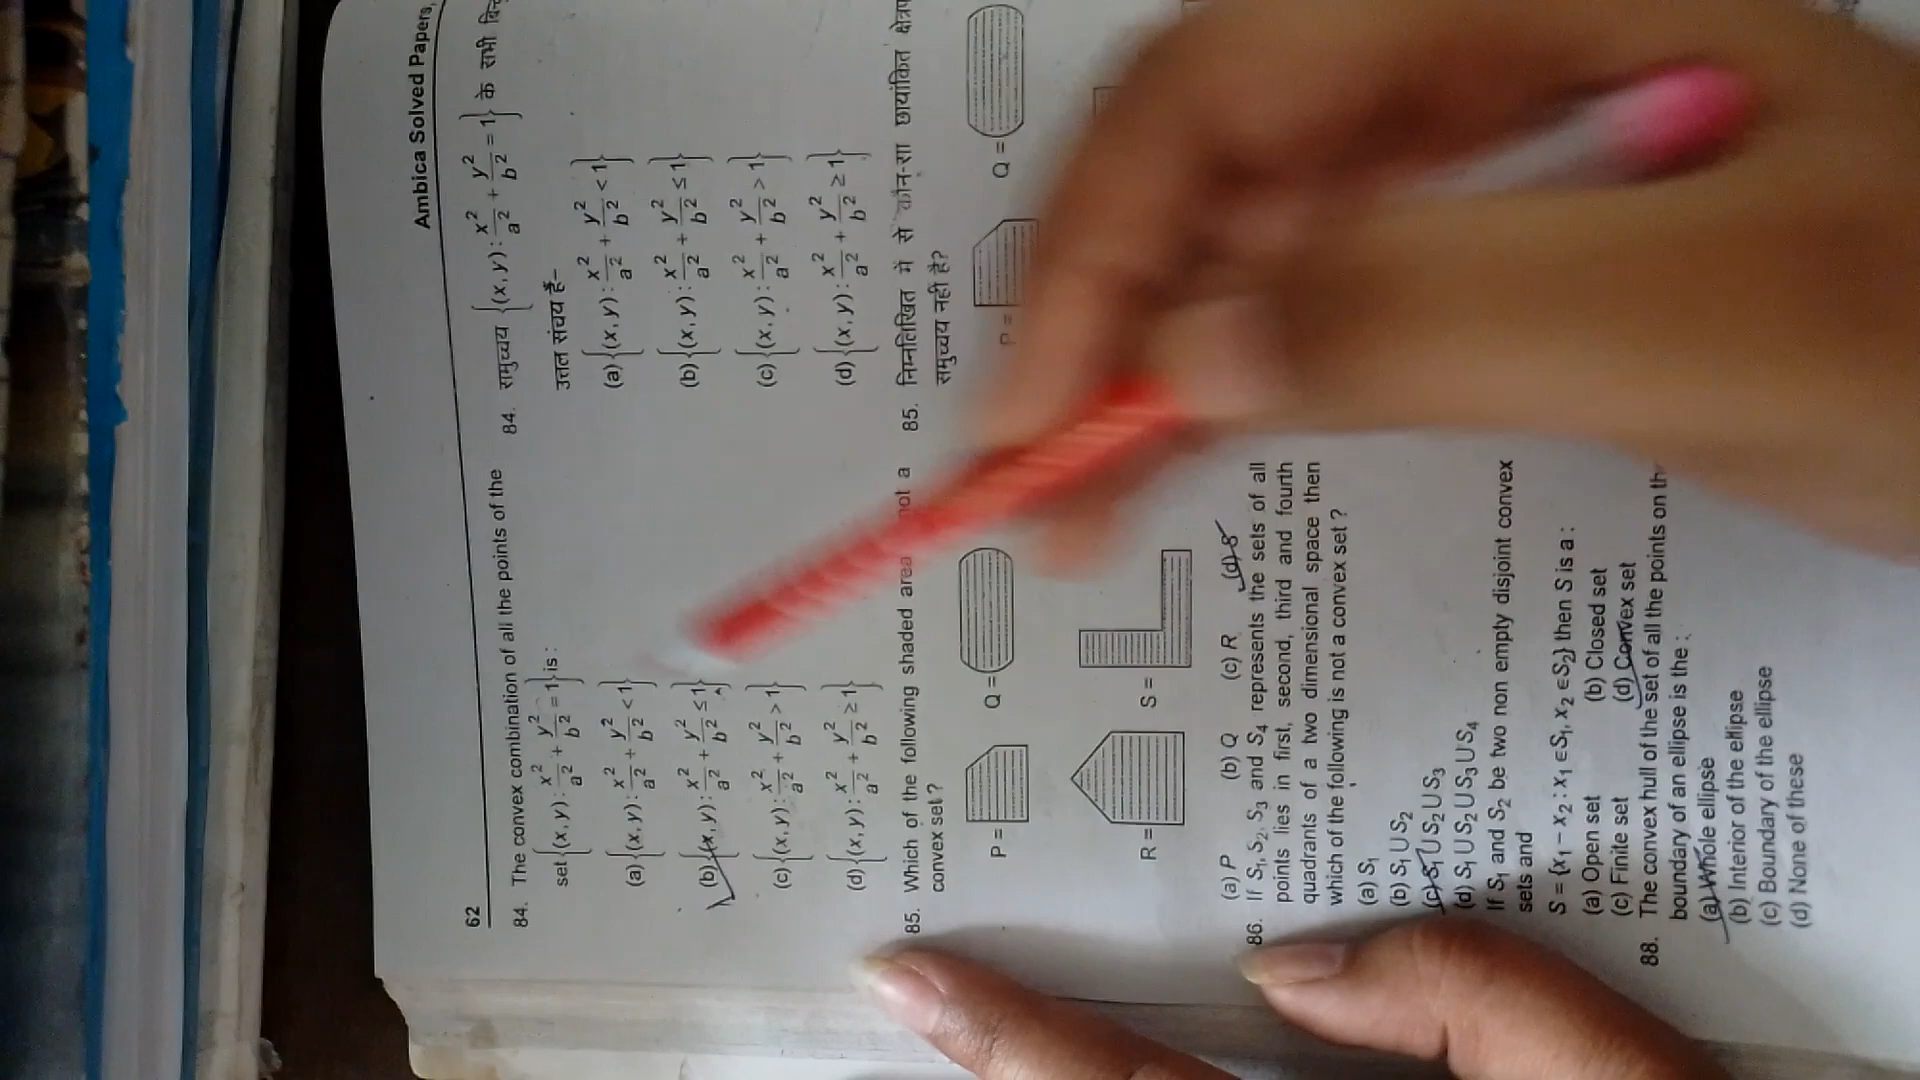 62
Ambica Solved Papers,
84. The convex combination of all the points of the
set {(x, y) : x²/a² + y²/b² = 1} is :
(a) {(x, y) : x²/a² + y²/b² < 1}
(b) {(x, y) : x²/a² + y²/b² ≤ 1}
(c) {(x, y) : x²/a² + y²/b² > 1}
(d) {(x, y) : x²/a² + y²/b² ≥ 1}
85. Which of the following shaded area not a
convex set ?
P =
Q =
R =
S =
(a) P (b) Q (c) R (d) S
86. If S₁, S₂, S₃ and S₄ represents the sets of all
points lies in first, second, third and fourth
quadrants of a two dimensional space then
which of the following is not a convex set ?
(a) S₁
(b) S₁ U S₂
(c) S₁ U S₂ U S₃
(d) S₁ U S₂ U S₃ U S₄
If S₁ and S₂ be two non empty disjoint convex
sets and
S = {x₁ – x₂ : x₁ ∈ S₁, x₂ ∈ S₂} then S is a :
(a) Open set (b) Closed set
(c) Finite set (d) Convex set
88. The convex hull of the set of all the points on
boundary of an ellipse is the :
(a) Whole ellipse
(b) Interior of the ellipse
(c) Boundary of the ellipse
(d) None of these
84. समुच्चय {(x, y) : x²/a² + y²/b² = 1} के सभी
उत्तल संचय हैं–
(a) {(x, y) : x²/a² + y²/b² < 1}
(b) {(x, y) : x²/a² + y²/b² ≤ 1}
(c) {(x, y) : x²/a² + y²/b² > 1}
(d) {(x, y) : x²/a² + y²/b² ≥ 1}
85. निम्नलिखित में से कौन-सा छायांकित
समुच्चय नहीं है?
P =
Q =